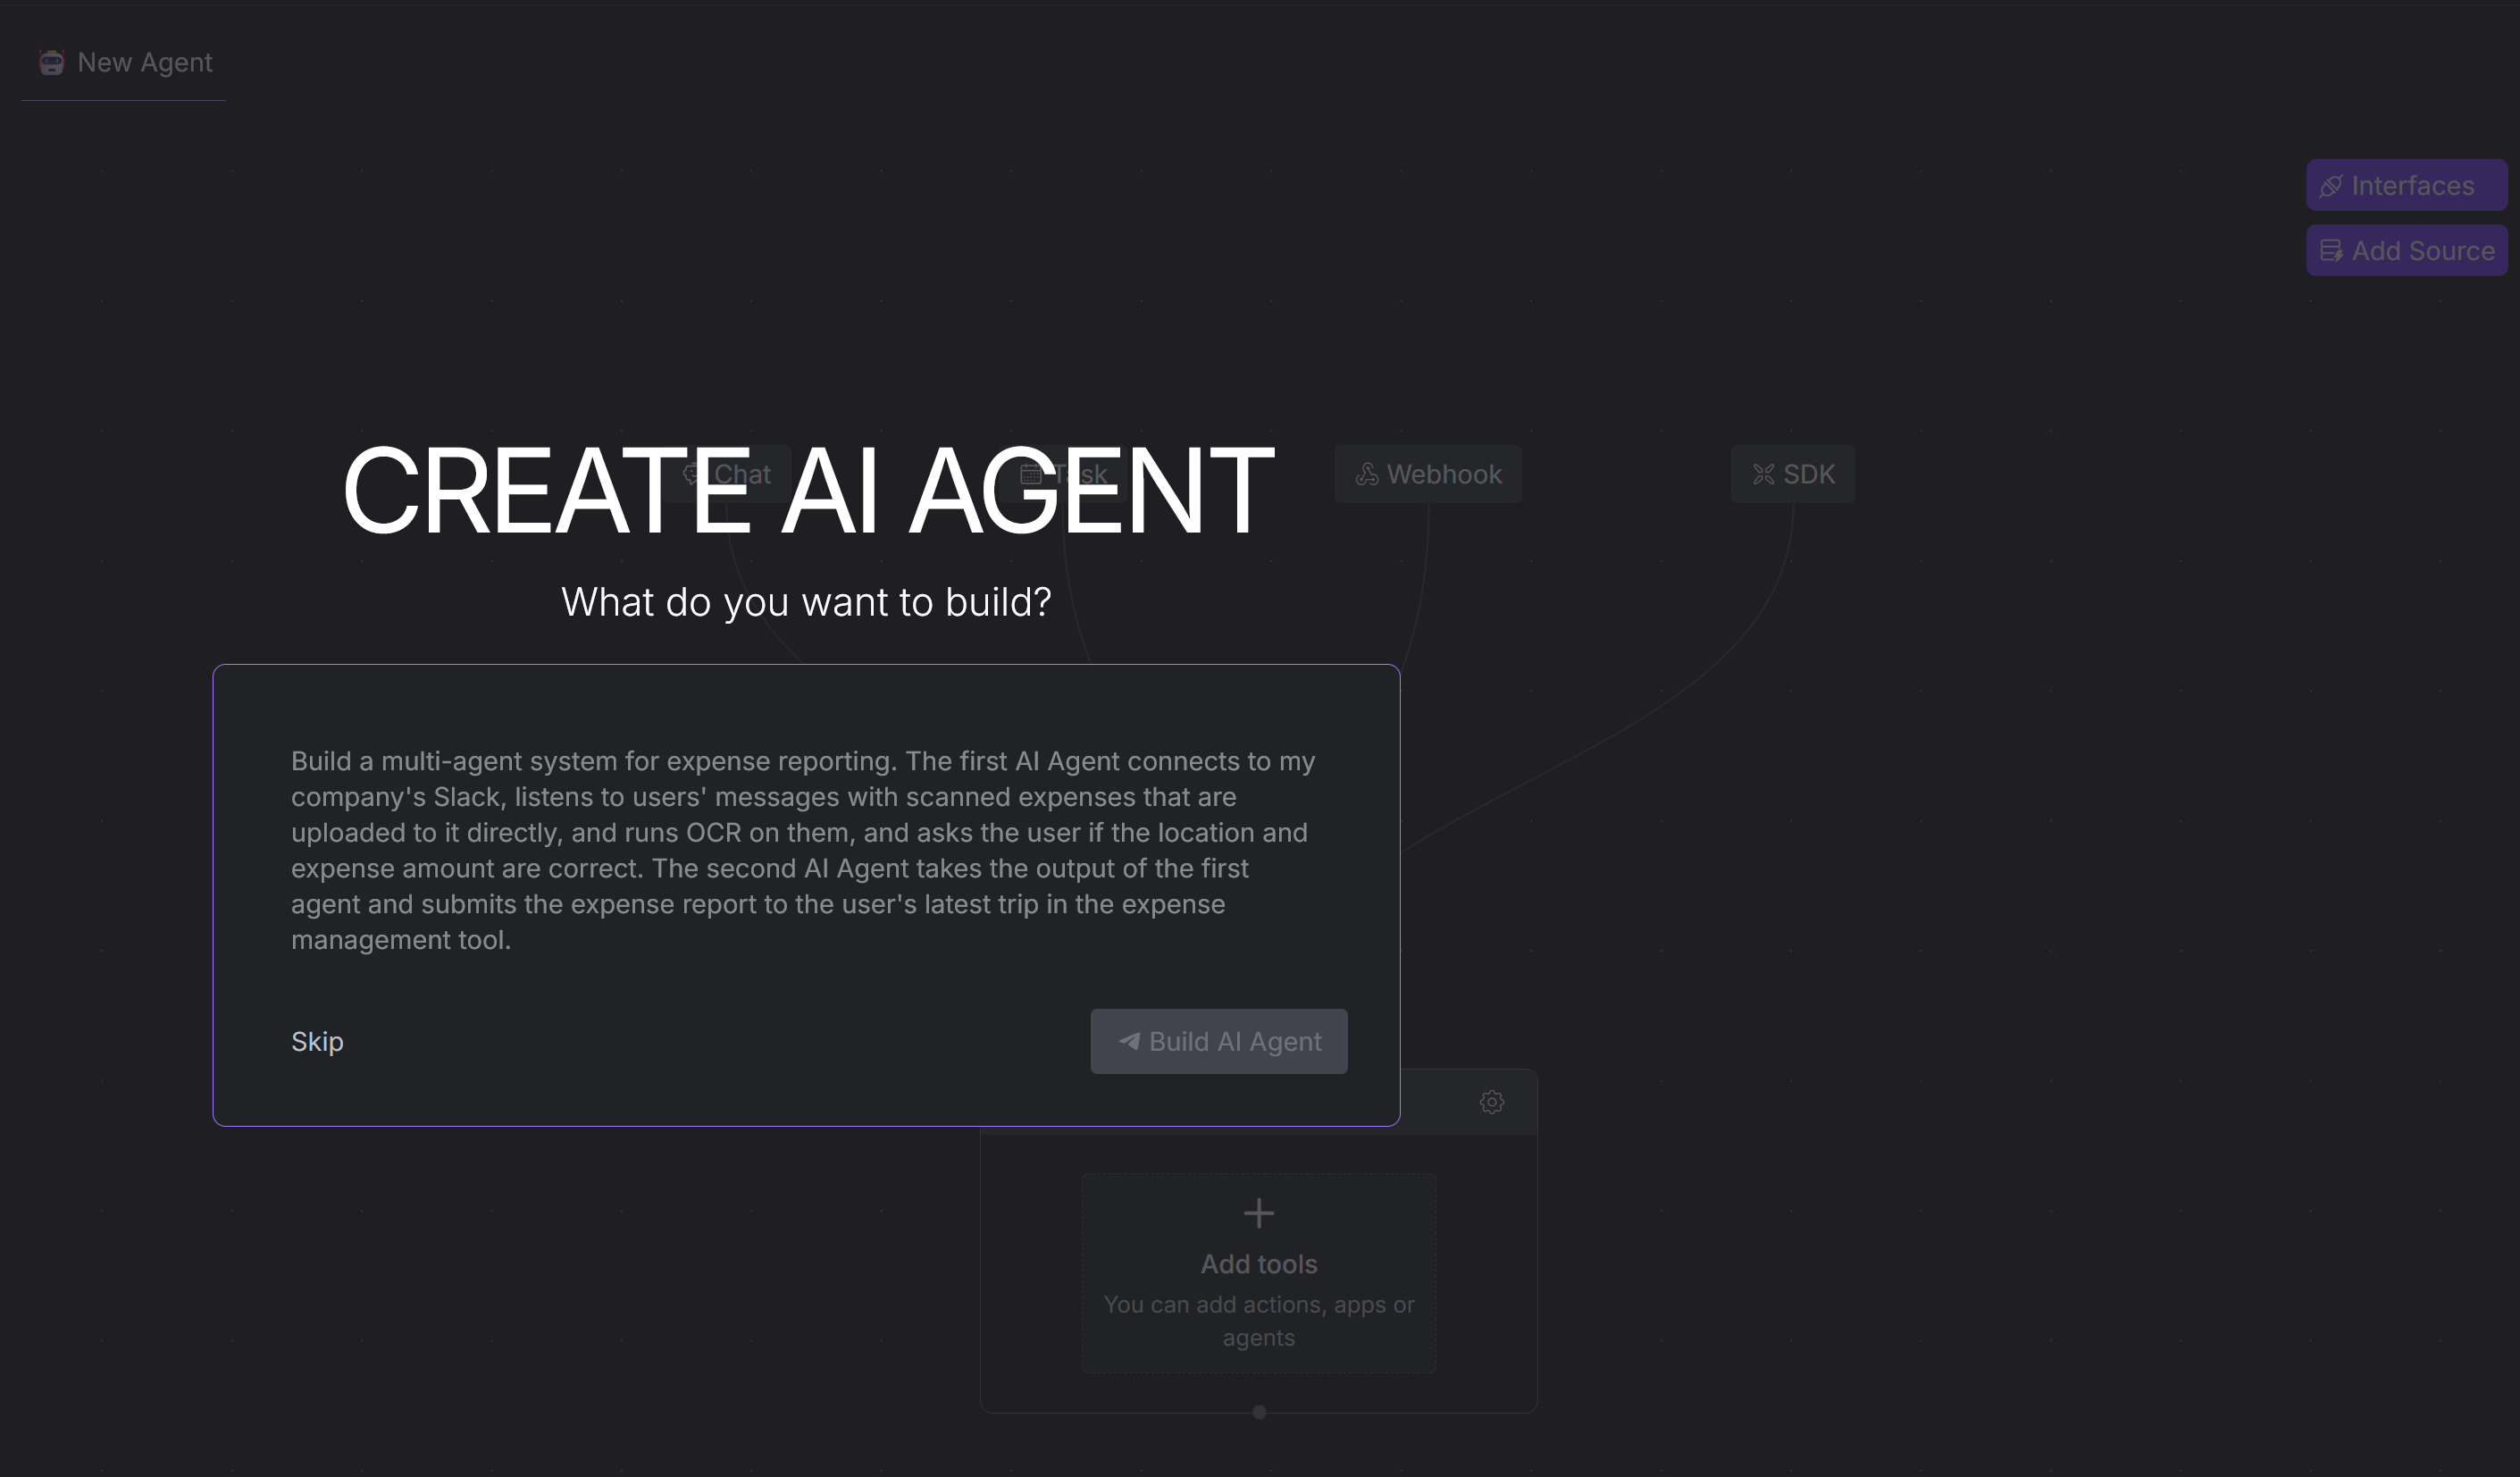 New Agent
Interfaces
Add Source
CREATE AI AGENT
Chat
Task
Webhook
SDK
What do you want to build?
Build a multi-agent system for expense reporting. The first AI Agent connects to my
company's Slack, listens to users' messages with scanned expenses that are
uploaded to it directly, and runs OCR on them, and asks the user if the location and
expense amount are correct. The second AI Agent takes the output of the first
agent and submits the expense report to the user's latest trip in the expense
management tool.
Skip
Build AI Agent
Add tools
You can add actions, apps or
agents